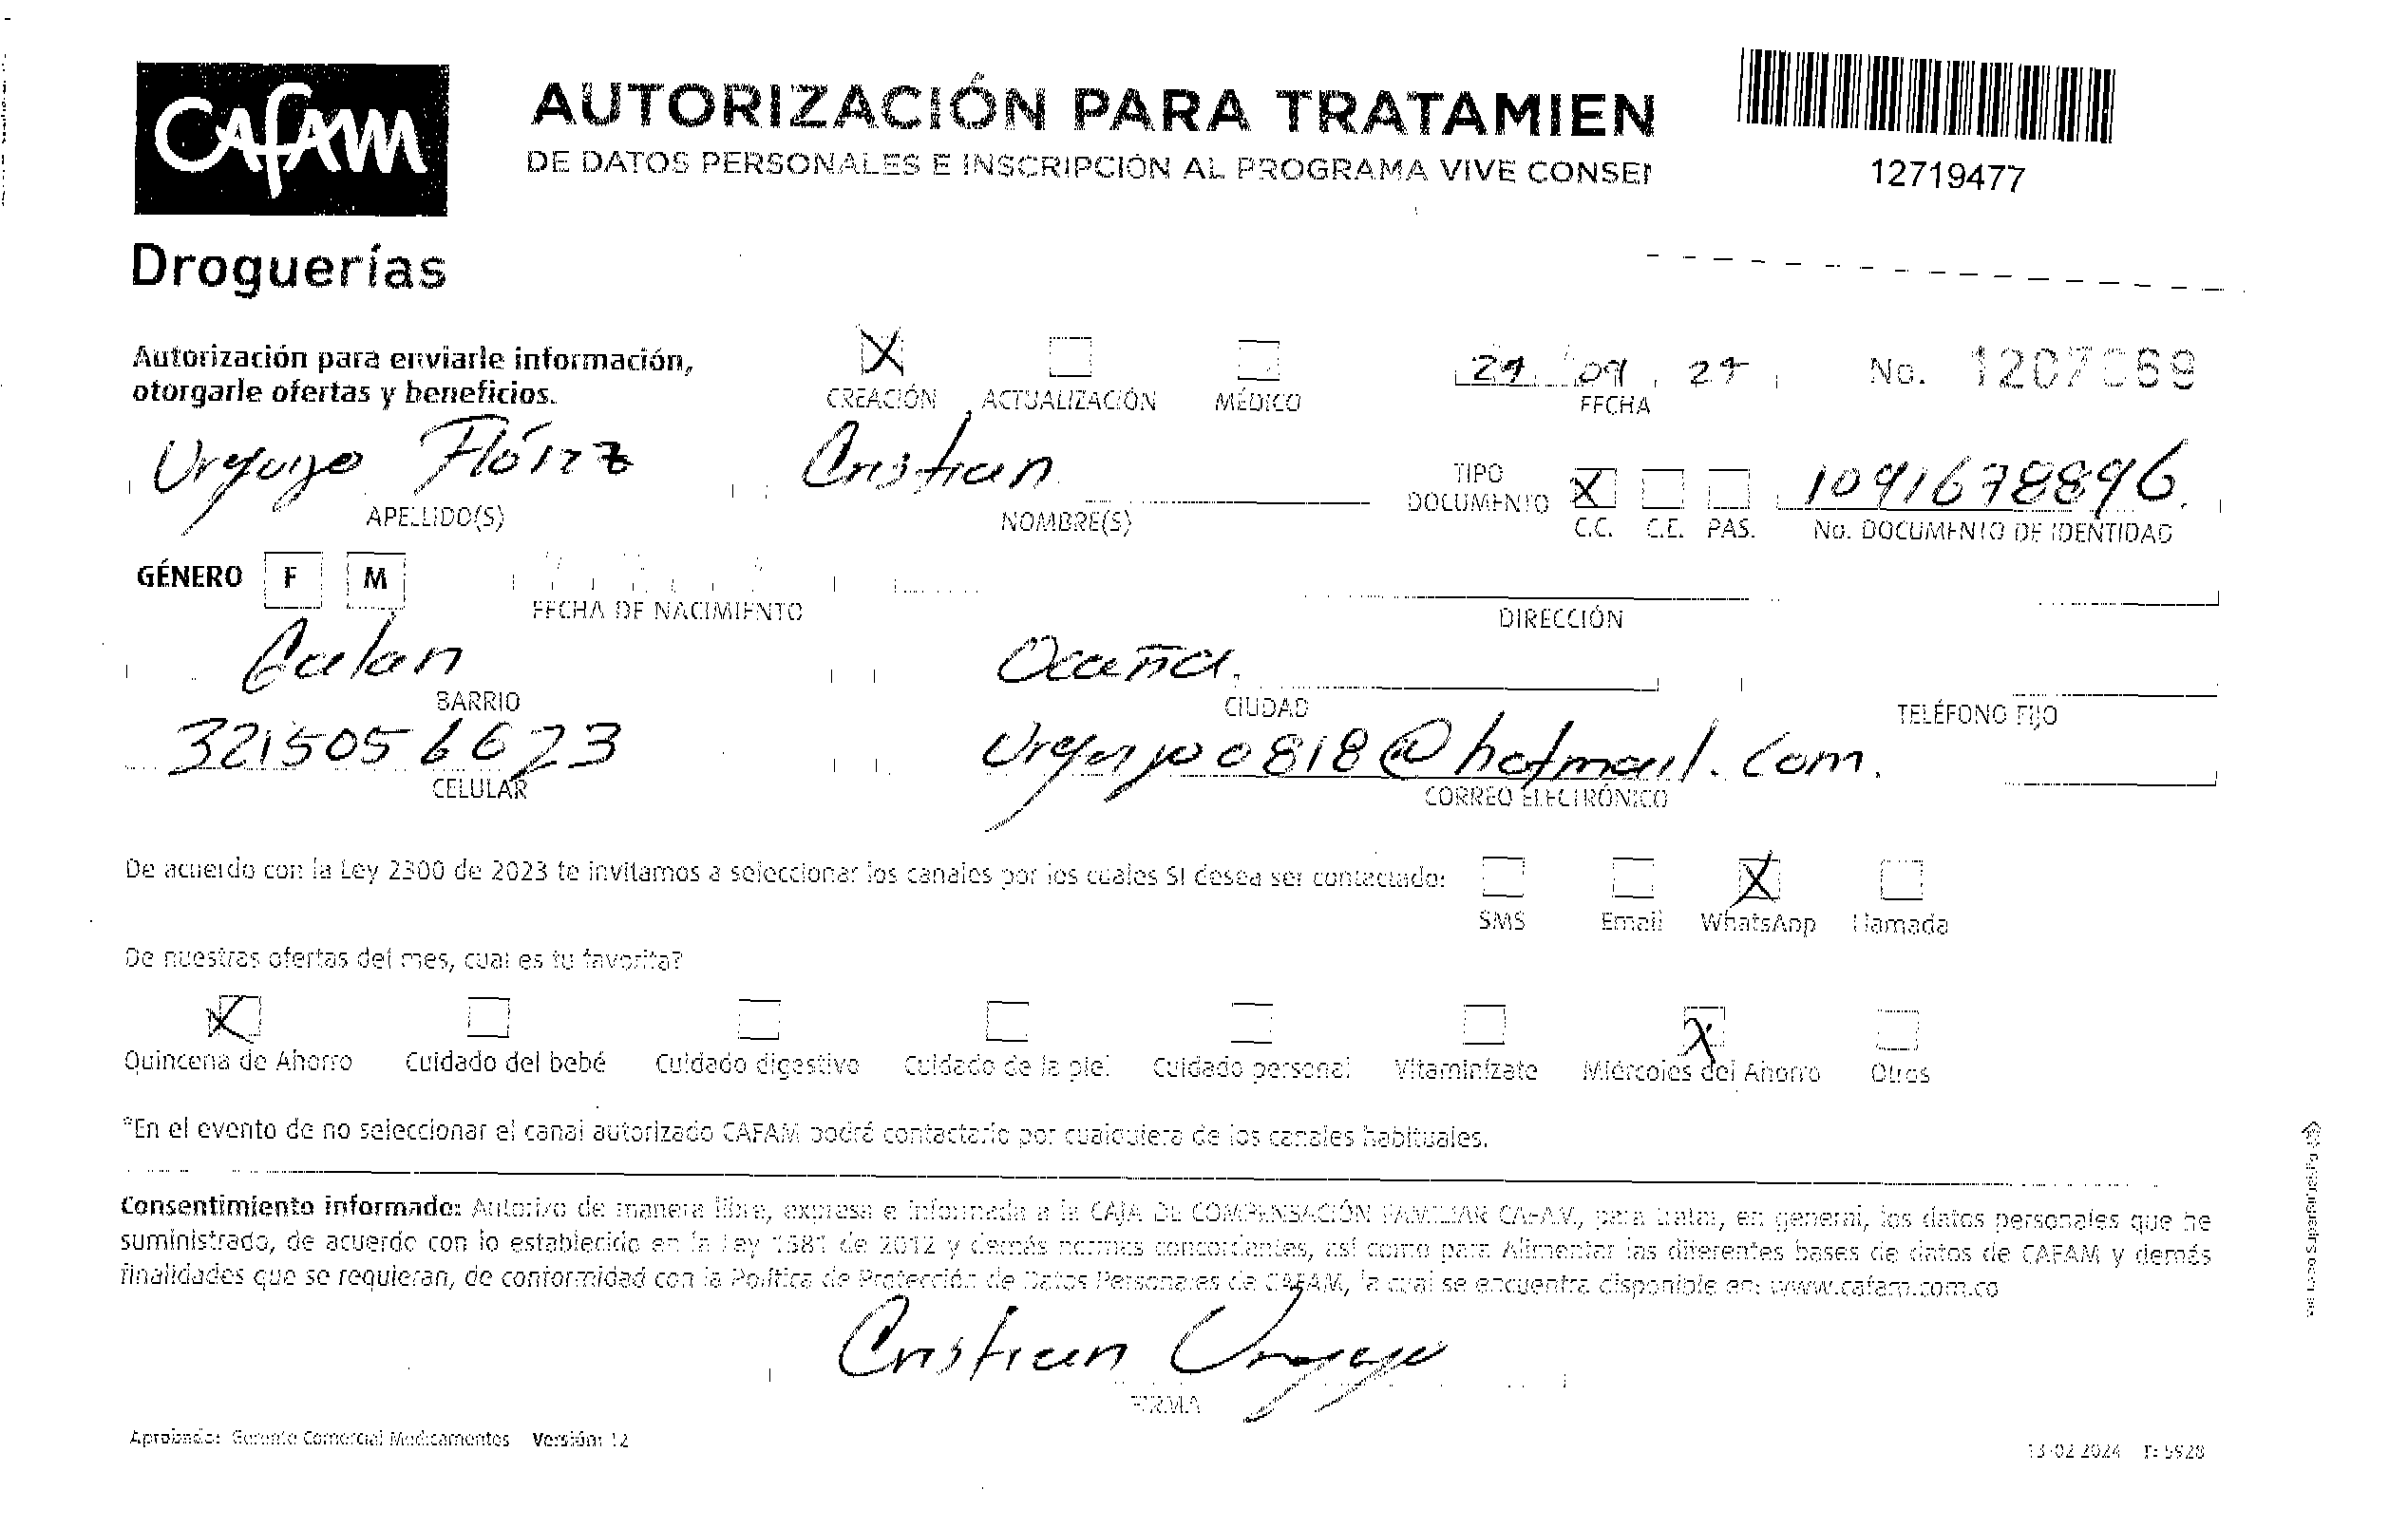 CAFAM
Droguerías
AUTORIZACIÓN PARA TRATAMIEN
DE DATOS PERSONALES E INSCRIPCIÓN AL PROGRAMA VIVE CONSEN
12719477
Autorización para enviarle información,
otorgarle ofertas y beneficios.
X CREACIÓN ACTUALIZACIÓN MÉDICO
29 09 24 FECHA
No. 1207069
Urquijo Flórez APELLIDO(S)
Cristian NOMBRE(S)
TIPO DOCUMENTO X C.C. C.E. PAS.
1091678896. No. DOCUMENTO DE IDENTIDAD
GÉNERO F M FECHA DE NACIMIENTO DIRECCIÓN
Galan BARRIO
Ocaña. CIUDAD
TELÉFONO FIJO
3215056623 CELULAR
0818@hotmail.com. CORREO ELECTRÓNICO
De acuerdo con la Ley 2300 de 2023 te invitamos a seleccionar los canales por los cuales SI desea ser contactado:
SMS Email X WhatsApp Llamada
De nuestras ofertas del mes, cual es tu favorita?
X Quincena de Ahorro Cuidado del bebé Cuidado digestivo Cuidado de la piel Cuidado personal Vitaminízate X Miércoles del Ahorro Otros
*En el evento de no seleccionar el canal autorizado CAFAM podrá contactarlo por cualquiera de los canales habituales.
Consentimiento informado: Autorizo de manera libre, expresa e informada a la CAJA DE COMPENSACIÓN FAMILIAR CAFAM, para tratar, en general, los datos personales que he
suministrado, de acuerdo con lo establecido en la Ley 1581 de 2012 y demás normas concordantes, así como para Alimentar las diferentes bases de datos de CAFAM y demás
finalidades que se requieran, de conformidad con la Política de Protección de Datos Personales de CAFAM, la cual se encuentra disponible en: www.cafam.com.co
Cristian
FIRMA
Aprobado: Gerente Comercial Medicamentos Versión: 12
13-02-2024 F: 5928